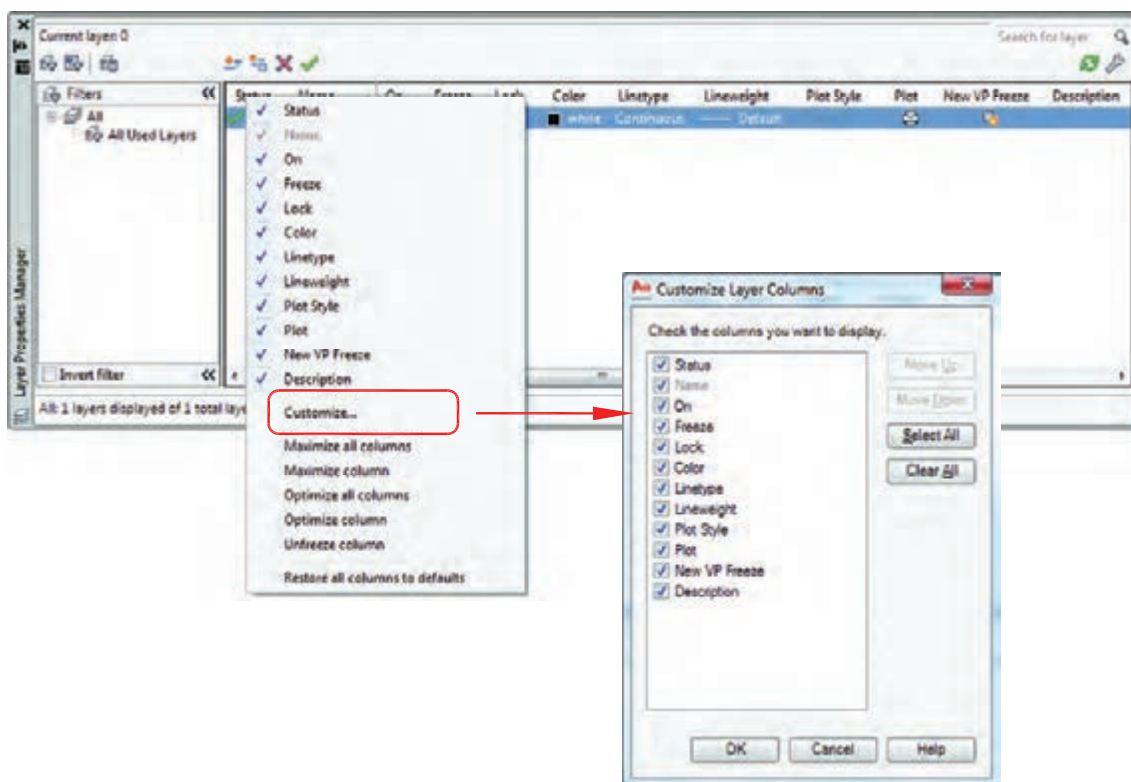 Current layer: 0
Search for layer
Filters
Status Name On Freeze Lock Color Linetype Lineweight Plot Style Plot New VP Freeze Description
All
white Continuous Default
All Used Layers
Invert filter
All: 1 layers displayed of 1 total
Layer Properties Manager
Status
Name
On
Freeze
Lock
Color
Linetype
Lineweight
Plot Style
Plot
New VP Freeze
Description
Customize...
Maximize all columns
Maximize column
Optimize all columns
Optimize column
Unfreeze column
Restore all columns to defaults
Customize Layer Columns
Check the columns you want to display.
Status
Name
On
Freeze
Lock
Color
Linetype
Lineweight
Plot Style
Plot
New VP Freeze
Description
Move Up
Move Down
Select All
Clear All
OK Cancel Help